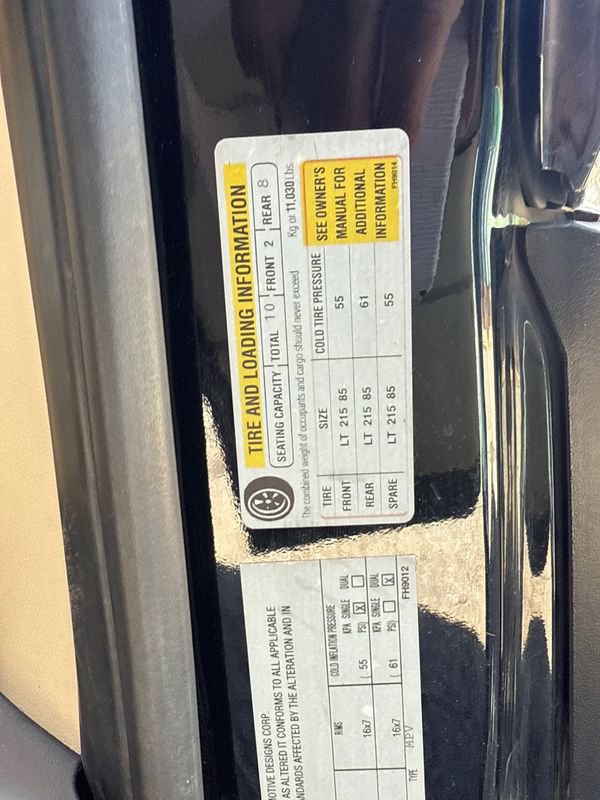 TIRE AND LOADING INFORMATION
SEATING CAPACITY TOTAL 10 FRONT 2 REAR 8
The combined weight of occupants and cargo should never exceed Kg or 11,030 Lbs.
TIRE SIZE COLD TIRE PRESSURE
FRONT LT 215 85 55
REAR LT 215 85 61
SPARE LT 215 85 55
SEE OWNER'S
MANUAL FOR
ADDITIONAL
INFORMATION
FH9014
MOTIVE DESIGNS CORP.
AS ALTERED IT CONFORMS TO ALL APPLICABLE
NDARDS AFFECTED BY THE ALTERATION AND IN
RIMS COLD INFLATION PRESSURE
KPA SINGLE DUAL
16x7 ( 55 PSI) X
KPA SINGLE DUAL
16x7 ( 61 PSI) X
TYPE MPV FH9012